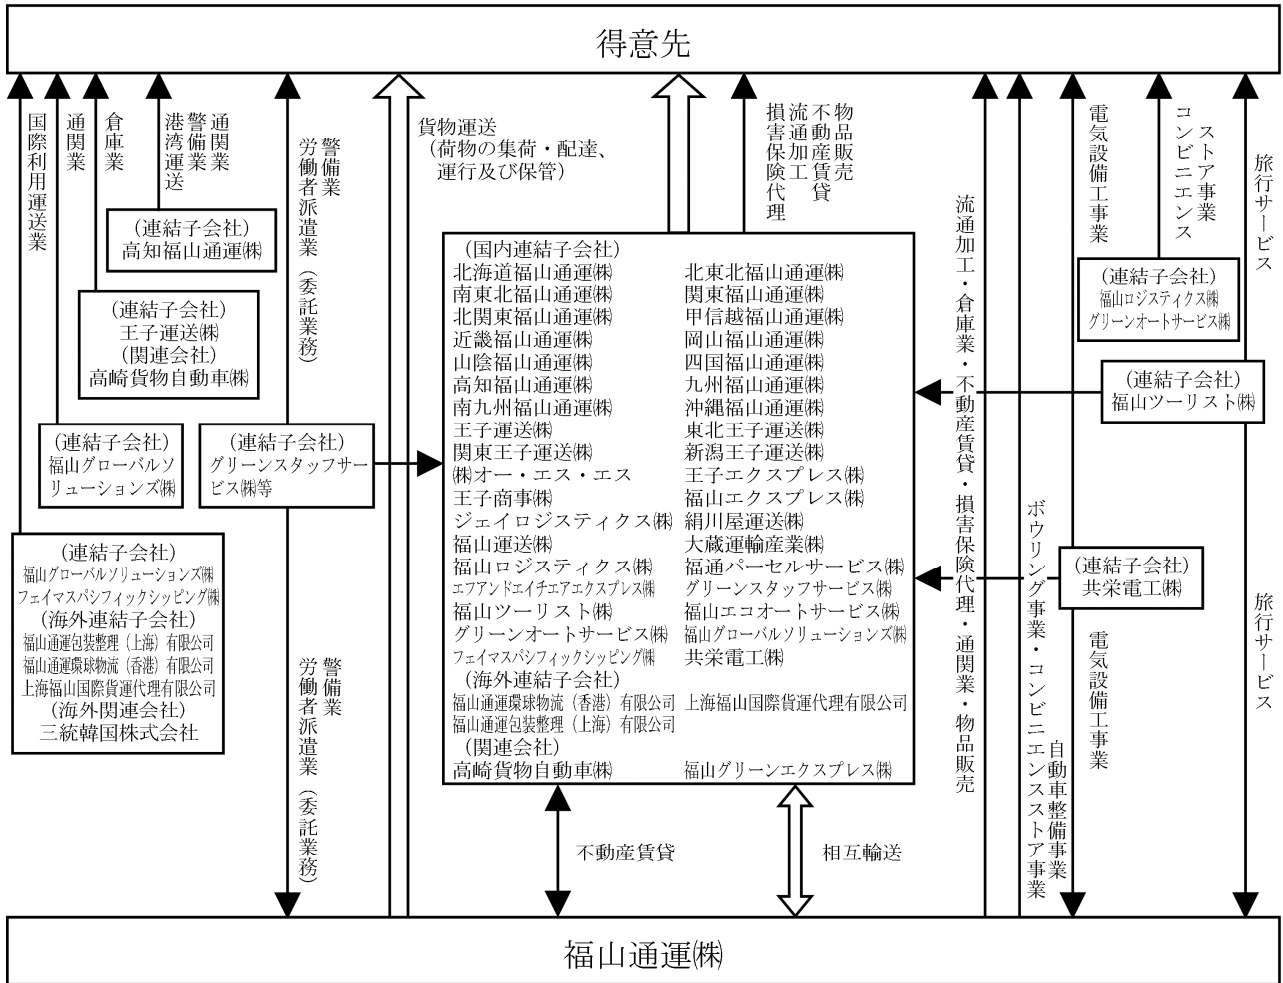 得意先
国際利用運送業
通関業
倉庫業
通関業
警備業
港湾運送
警備業
労働者派遣業（委託業務）
貨物運送
（荷物の集荷・配達、
運行及び保管）
物品販売
不動産賃貸
流通加工
損害保険代理
流通加工・倉庫業・不動産賃貸・損害保険代理・通関業・物品販売
電気設備工事業
コンビニエンス
ストア事業
旅行サービス
（連結子会社）
高知福山通運㈱
（連結子会社）
王子運送㈱
（関連会社）
高崎貨物自動車㈱
（連結子会社）
福山グローバルソ
リューションズ㈱
（連結子会社）
グリーンスタッフサー
ビス㈱等
（連結子会社）
福山グローバルソリューションズ㈱
フェイマスパシフィックシッピング㈱
（海外連結子会社）
福山通運包装整理（上海）有限公司
福山通運環球物流（香港）有限公司
上海福山国際貨運代理有限公司
（海外関連会社）
三統韓国株式会社
警備業
労働者派遣業（委託業務）
（国内連結子会社）
北海道福山通運㈱ 北東北福山通運㈱
南東北福山通運㈱ 関東福山通運㈱
北関東福山通運㈱ 甲信越福山通運㈱
近畿福山通運㈱ 岡山福山通運㈱
山陰福山通運㈱ 四国福山通運㈱
高知福山通運㈱ 九州福山通運㈱
南九州福山通運㈱ 沖縄福山通運㈱
王子運送㈱ 東北王子運送㈱
関東王子運送㈱ 新潟王子運送㈱
㈱オー・エス・エス 王子エクスプレス㈱
王子商事㈱ 福山エクスプレス㈱
ジェイロジスティクス㈱ 絹川屋運送㈱
福山運送㈱ 大蔵運輸産業㈱
福山ロジスティクス㈱ 福通パーセルサービス㈱
エフアンドエイチエアエクスプレス㈱ グリーンスタッフサービス㈱
福山ツーリスト㈱ 福山エコオートサービス㈱
グリーンオートサービス㈱ 福山グローバルソリューションズ㈱
フェイマスパシフィックシッピング㈱ 共栄電工㈱
（海外連結子会社）
福山通運環球物流（香港）有限公司 上海福山国際貨運代理有限公司
福山通運包装整理（上海）有限公司
（関連会社）
高崎貨物自動車㈱ 福山グリーンエクスプレス㈱
（連結子会社）
福山ロジスティクス㈱
グリーンオートサービス㈱
（連結子会社）
福山ツーリスト㈱
（連結子会社）
共栄電工㈱
ボウリング事業・コンビニエンスストア事業
自動車整備事業
電気設備工事業
旅行サービス
不動産賃貸
相互輸送
福山通運㈱